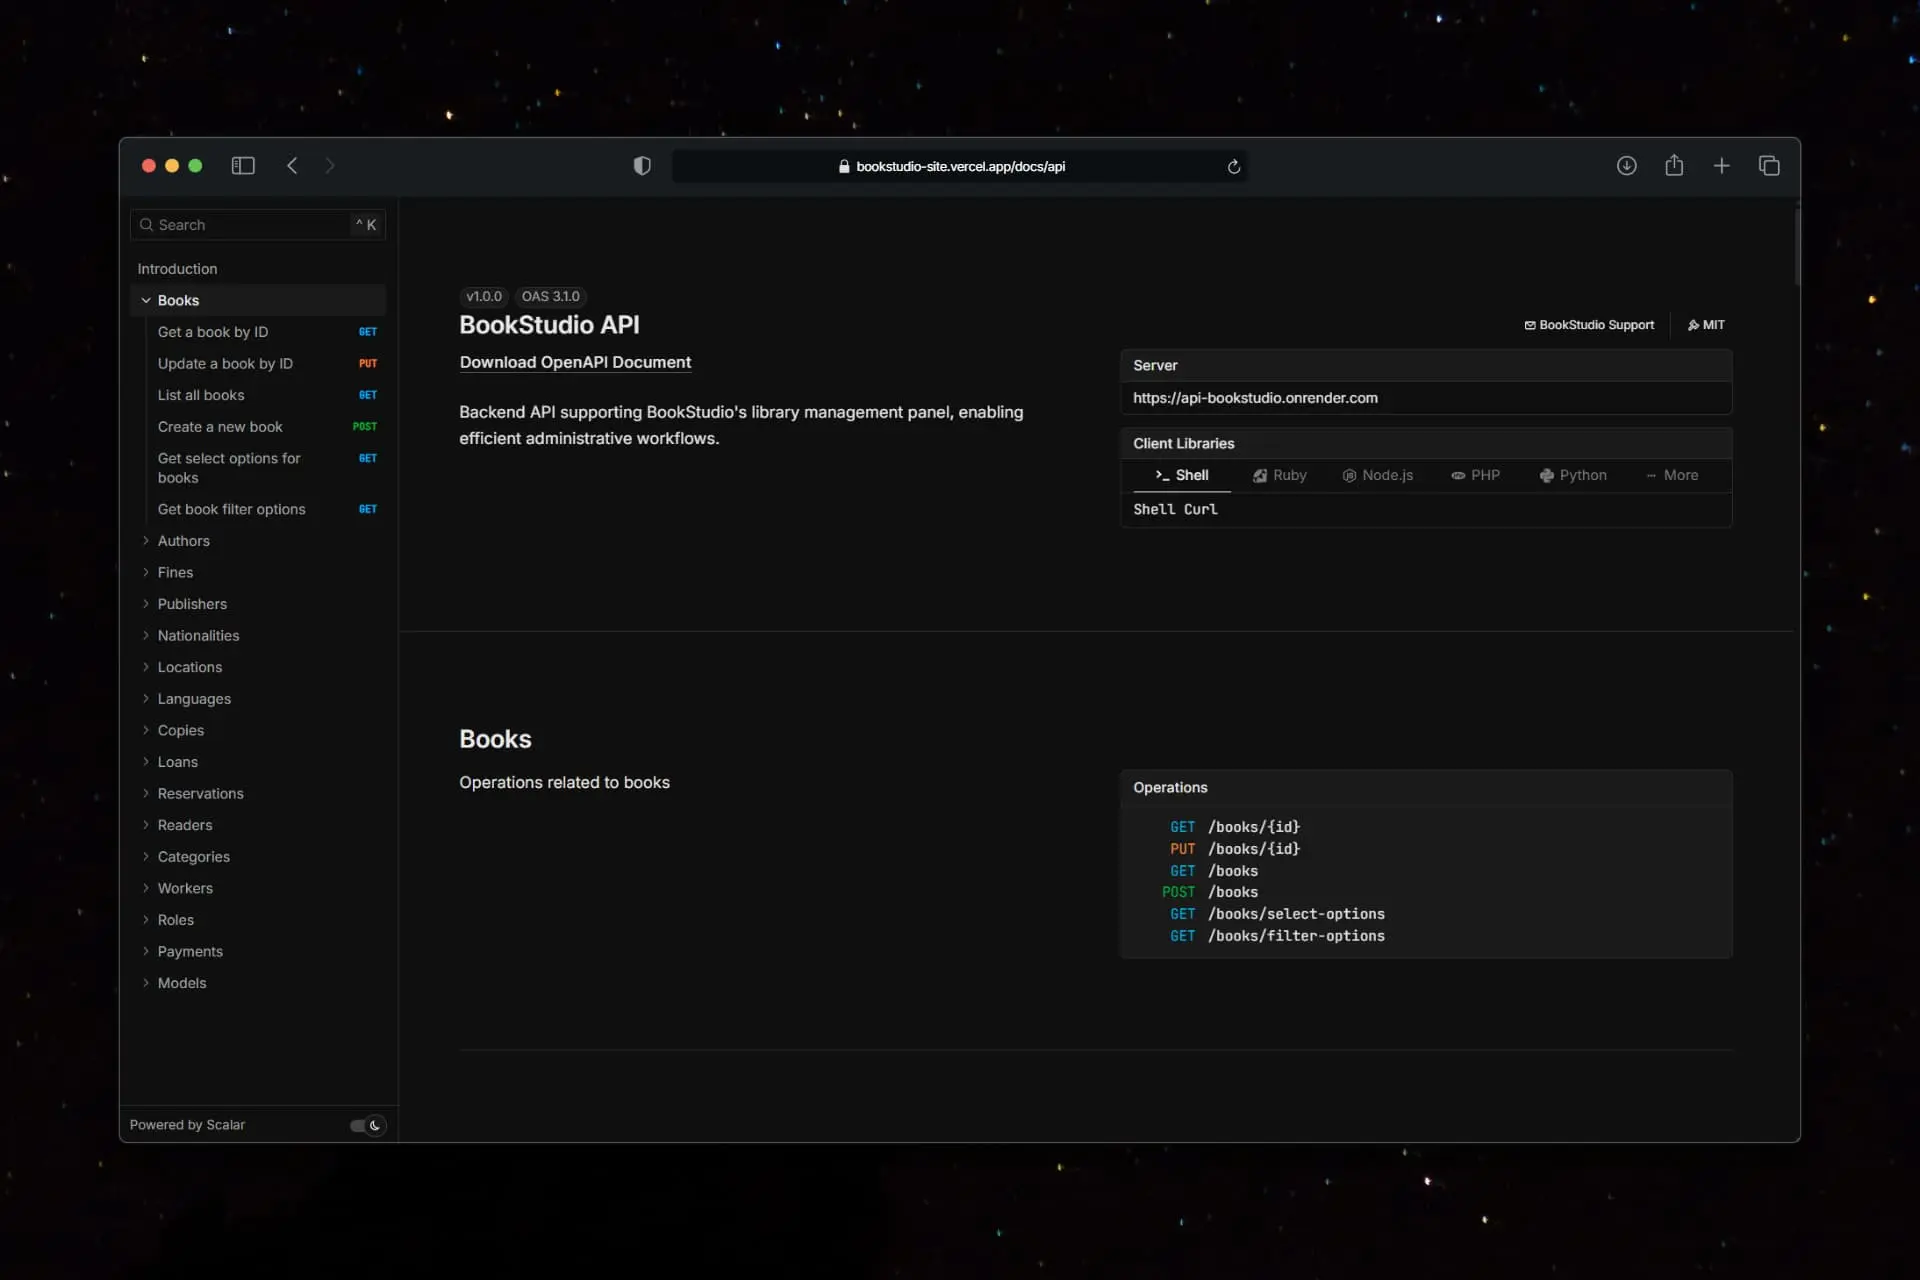 bookstudio-site.vercel.app/docs/api
Search
^ K
Introduction
Books
Get a book by ID GET
Update a book by ID PUT
List all books GET
Create a new book POST
Get select options for GET
books
Get book filter options GET
Authors
Fines
Publishers
Nationalities
Locations
Languages
Copies
Loans
Reservations
Readers
Categories
Workers
Roles
Payments
Models
Powered by Scalar
v1.0.0 OAS 3.1.0
BookStudio API
Download OpenAPI Document
Backend API supporting BookStudio's library management panel, enabling
efficient administrative workflows.
BookStudio Support MIT
Server
https://api-bookstudio.onrender.com
Client Libraries
>_ Shell Ruby Node.js PHP Python ··· More
Shell Curl
Books
Operations related to books
Operations
GET /books/{id}
PUT /books/{id}
GET /books
POST /books
GET /books/select-options
GET /books/filter-options